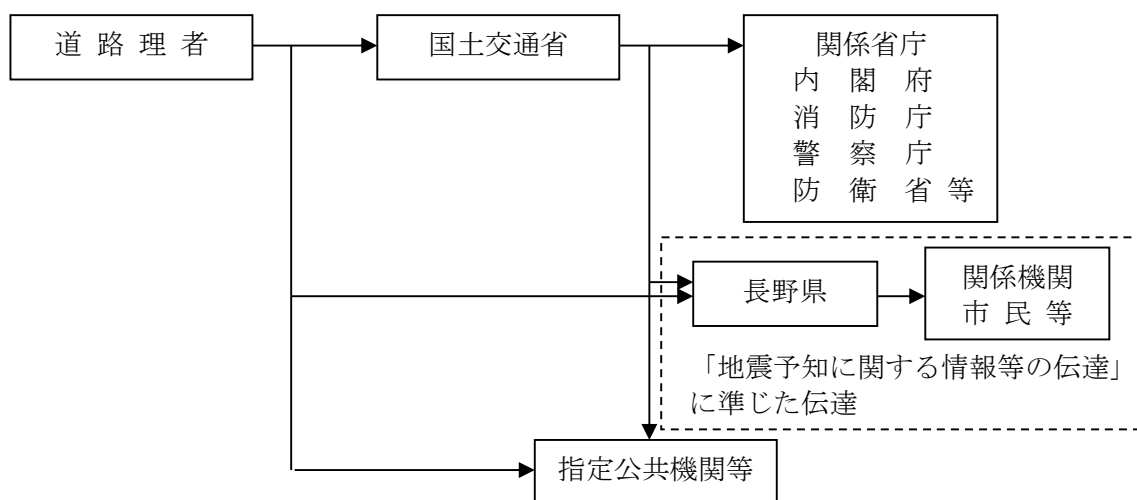 道 路 理 者
国土交通省
関係省庁
内 閣 府
消 防 庁
警 察 庁
防 衛 省 等
長野県
関係機関
市 民 等
「地震予知に関する情報等の伝達」
に準じた伝達
指定公共機関等